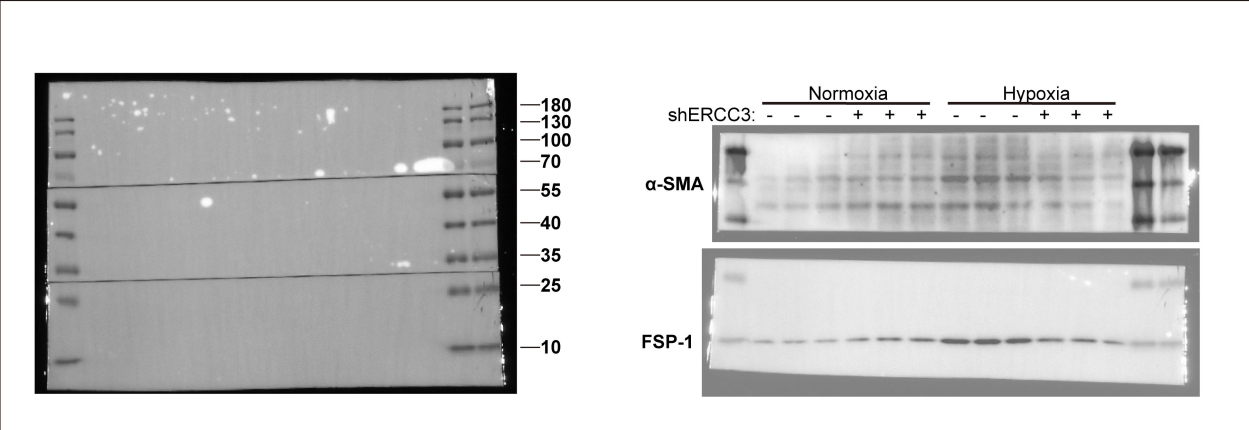 180
130
100
70
55
40
35
25
10
Normoxia Hypoxia
shERCC3: - - - + + + - - - + + +
α-SMA
FSP-1